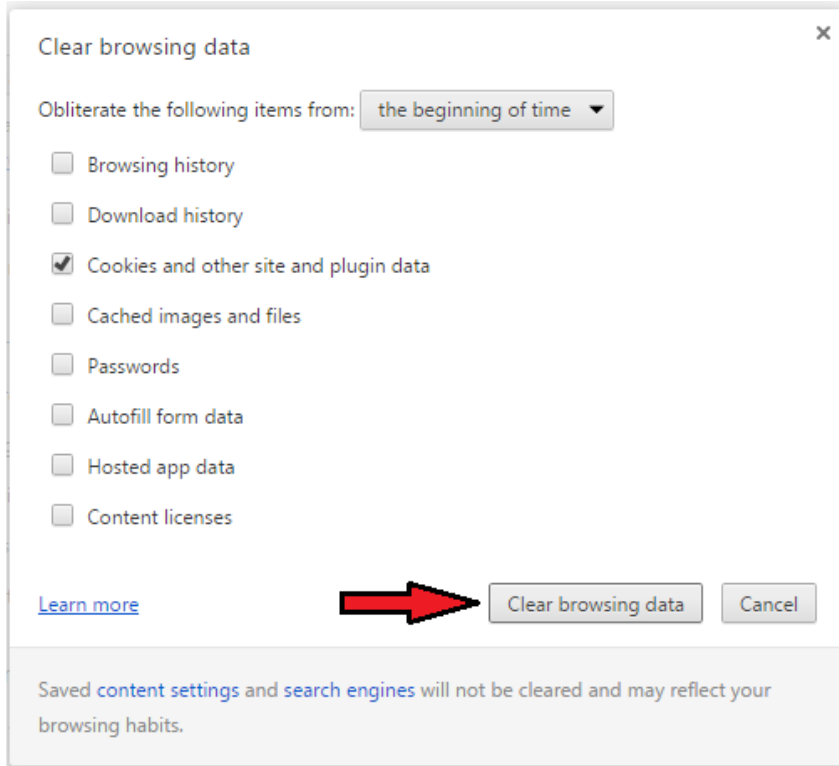 Clear browsing data
Obliterate the following items from: the beginning of time
Browsing history
Download history
Cookies and other site and plugin data
Cached images and files
Passwords
Autofill form data
Hosted app data
Content licenses
Learn more Clear browsing data Cancel
Saved content settings and search engines will not be cleared and may reflect your
browsing habits.